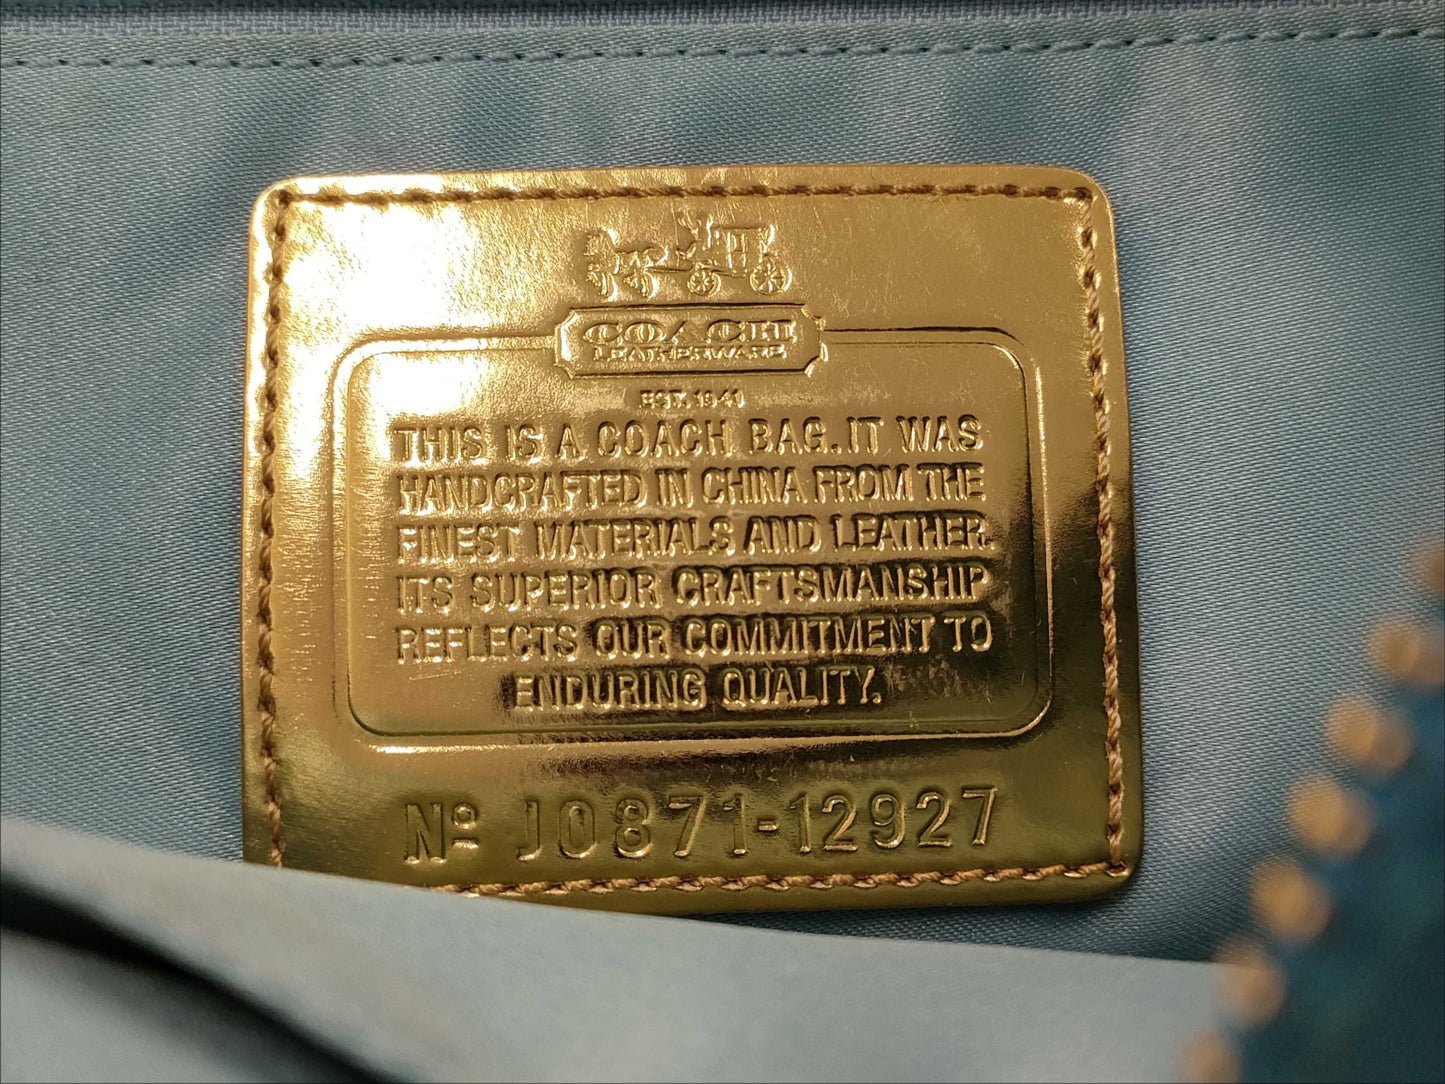 COACH
LEATHERWARE
EST. 1941
THIS IS A COACH BAG. IT WAS
HANDCRAFTED IN CHINA FROM THE
FINEST MATERIALS AND LEATHER.
ITS SUPERIOR CRAFTSMANSHIP
REFLECTS OUR COMMITMENT TO
ENDURING QUALITY.
Nº J0871-12927